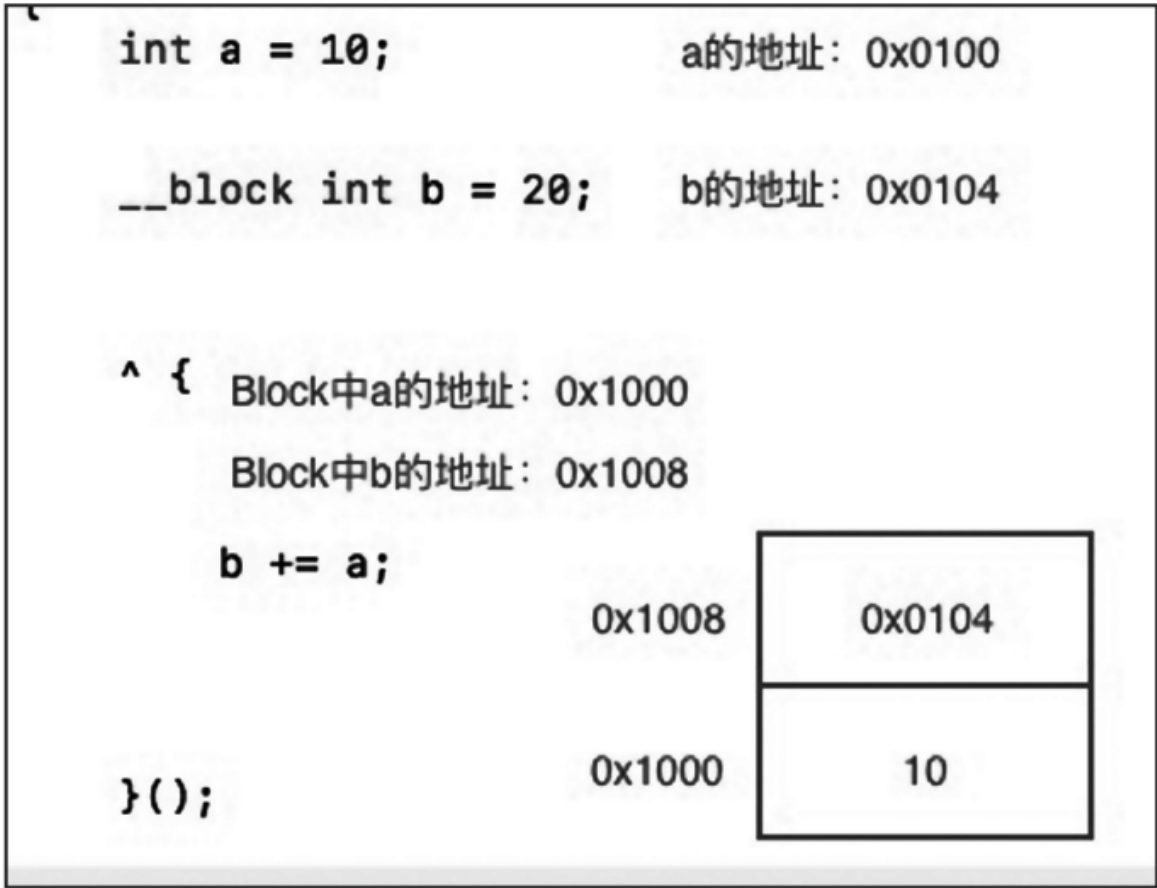 {
int a = 10; a的地址：0x0100
__block int b = 20; b的地址：0x0104
^ { Block中a的地址：0x1000
Block中b的地址：0x1008
b += a;
0x1008 0x0104
0x1000 10
}();